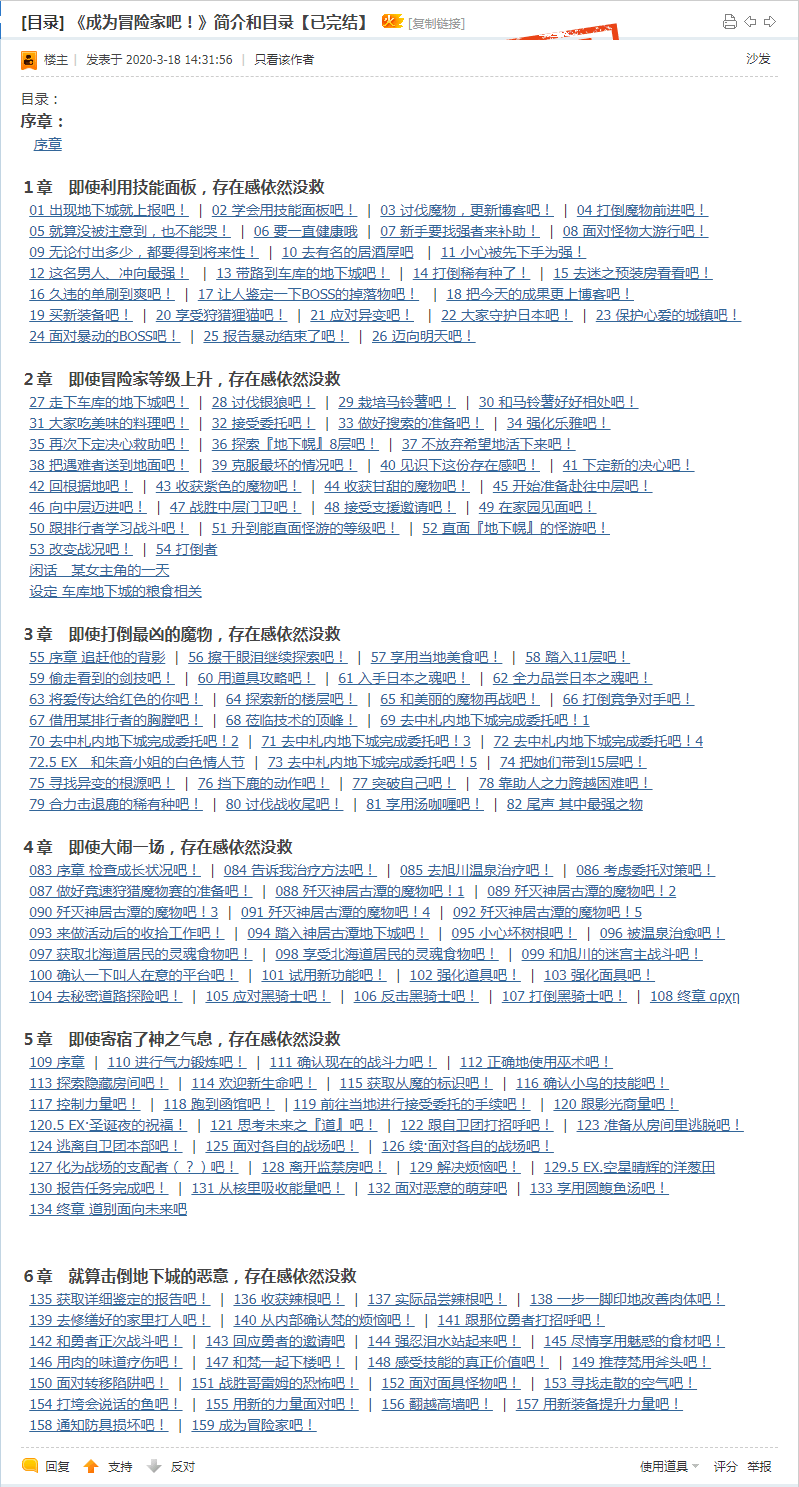 [目录] 《成为冒险家吧！》简介和目录【已完结】 火 [复制链接]
楼主 | 发表于 2020-3-18 14:31:56 | 只看该作者 沙发
目录：
序章：
序章
1章 即使利用技能面板，存在感依然没救
01 出现地下城就上报吧！ | 02 学会用技能面板吧！ | 03 讨伐魔物，更新博客吧！ | 04 打倒魔物前进吧！
05 就算没被注意到，也不能哭！ | 06 要一直健康哦 | 07 新手要找强者来补助！ | 08 面对怪物大游行吧！
09 无论付出多少，都要得到将来性！ | 10 去有名的居酒屋吧 | 11 小心被先下手为强！
12 这名男人、冲向最强！ | 13 带路到车库的地下城吧！ | 14 打倒稀有种了！ | 15 去迷之预装房看看吧！
16 久违的单刷到爽吧！ | 17 让人鉴定一下BOSS的掉落物吧！ | 18 把今天的成果更上博客吧！
19 买新装备吧！ | 20 享受狩猎狸猫吧！ | 21 应对异变吧！ | 22 大家守护日本吧！ | 23 保护心爱的城镇吧！
24 面对暴动的BOSS吧！ | 25 报告暴动结束了吧！ | 26 迈向明天吧！
2章 即使冒险家等级上升，存在感依然没救
27 走下车库的地下城吧！ | 28 讨伐银狼吧！ | 29 栽培马铃薯吧！ | 30 和马铃薯好好相处吧！
31 大家吃美味的料理吧！ | 32 接受委托吧！ | 33 做好搜索的准备吧！ | 34 强化乐雅吧！
35 再次下定决心救助吧！ | 36 探索『地下幌』8层吧！ | 37 不放弃希望地活下来吧！
38 把遇难者送到地面吧！ | 39 克服最坏的情况吧！ | 40 见识下这份存在感吧！ | 41 下定新的决心吧！
42 回根据地吧！ | 43 收获紫色的魔物吧！ | 44 收获甘甜的魔物吧！ | 45 开始准备赴往中层吧！
46 向中层迈进吧！ | 47 战胜中层门卫吧！ | 48 接受支援邀请吧！ | 49 在家园见面吧！
50 跟排行者学习战斗吧！ | 51 升到能直面怪游的等级吧！ | 52 直面『地下幌』的怪游吧！
53 改变战况吧！ | 54 打倒者
闲话 某女主角的一天
设定 车库地下城的粮食相关
3章 即使打倒最凶的魔物，存在感依然没救
55 序章 追赶他的背影 | 56 擦干眼泪继续探索吧！ | 57 享用当地美食吧！ | 58 踏入11层吧！
59 偷走看到的剑技吧！ | 60 用道具攻略吧！ | 61 入手日本之魂吧！ | 62 全力品尝日本之魂吧！
63 将爱传达给红色的你吧！ | 64 探索新的楼层吧！ | 65 和美丽的魔物再战吧！ | 66 打倒竞争对手吧！
67 借用某排行者的胸膛吧！ | 68 莅临技术的顶峰！ | 69 去中札内地下城完成委托吧！1
70 去中札内地下城完成委托吧！2 | 71 去中札内地下城完成委托吧！3 | 72 去中札内地下城完成委托吧！4
72.5 EX 和朱音小姐的白色情人节 | 73 去中札内地下城完成委托吧！5 | 74 把她们带到15层吧！
75 寻找异变的根源吧！ | 76 挡下鹿的动作吧！ | 77 突破自己吧！ | 78 靠助人之力跨越困难吧！
79 合力击退鹿的稀有种吧！ | 80 讨伐战收尾吧！ | 81 享用汤咖喱吧！ | 82 尾声 其中最强之物
4章 即使大闹一场，存在感依然没救
083 序章 检查成长状况吧！ | 084 告诉我治疗方法吧！ | 085 去旭川温泉治疗吧！ | 086 考虑委托对策吧！
087 做好竟速狩猎魔物赛的准备吧！ | 088 歼灭神居古潭的魔物吧！1 | 089 歼灭神居古潭的魔物吧！2
090 歼灭神居古潭的魔物吧！3 | 091 歼灭神居古潭的魔物吧！4 | 092 歼灭神居古潭的魔物吧！5
093 来做活动后的收拾工作吧！ | 094 踏入神居古潭地下城吧！ | 095 小心坏树根吧！ | 096 被温泉治愈吧！
097 获取北海道居民的灵魂食物吧！ | 098 享受北海道居民的灵魂食物吧！ | 099 和旭川的迷宫主战斗吧！
100 确认一下叫人在意的平台吧！ | 101 试用新功能吧！ | 102 强化道具吧！ | 103 强化面具吧！
104 去秘密道路探险吧！ | 105 应对黑骑士吧！ | 106 反击黑骑士吧！ | 107 打倒黑骑士吧！ | 108 终章 αρχη
5章 即使寄宿了神之气息，存在感依然没救
109 序章 | 110 进行气力锻炼吧！ | 111 确认现在的战斗力吧！ | 112 正确地使用巫术吧！
113 探索隐藏房间吧！ | 114 欢迎新生命吧！ | 115 获取从魔的标识吧！ | 116 确认小鸟的技能吧！
117 控制力量吧！ | 118 跑到函馆吧！ | 119 前往当地进行接受委托的手续吧！ | 120 跟影光商量吧！
120.5 EX·圣诞夜的祝福！ | 121 思考未来之『道』吧！ | 122 跟自卫团打招呼吧！ | 123 准备从房间里逃脱吧！
124 逃离自卫团本部吧！ | 125 面对各自的战场吧！ | 126 续·面对各自的战场吧！
127 化为战场的支配者（？）吧！ | 128 离开监禁房吧！ | 129 解决烦恼吧！ | 129.5 EX.空星晴辉的洋葱田
130 报告任务完成吧！ | 131 从核里吸收能量吧！ | 132 面对恶意的萌芽吧 | 133 享用圆鳆鱼汤吧！
134 终章 道别面向未来吧
6章 就算击倒地下城的恶意，存在感依然没救
135 获取详细鉴定的报告吧！ | 136 收获辣根吧！ | 137 实际品尝辣根吧！ | 138 一步一脚印地改善肉体吧！
139 去修缮好的家里打人吧！ | 140 从内部确认梵的烦恼吧！ | 141 跟那位勇者打招呼吧！
142 和勇者正次战斗吧！ | 143 回应勇者的邀请吧 | 144 强忍泪水站起来吧！ | 145 尽情享用魅惑的食材吧！
146 用肉的味道疗伤吧！ | 147 和梵一起下楼吧！ | 148 感受技能的真正价值吧！ | 149 推荐梵用斧头吧！
150 面对转移陷阱吧！ | 151 战胜哥雷姆的恐怖吧！ | 152 面对面具怪物吧！ | 153 寻找走散的空气吧！
154 打垮会说话的鱼吧！ | 155 用新的力量面对吧！ | 156 翻越高墙吧！ | 157 用新装备提升力量吧！
158 通知防具损坏吧！ | 159 成为冒险家吧！
回复 支持 反对 使用道具 评分 举报